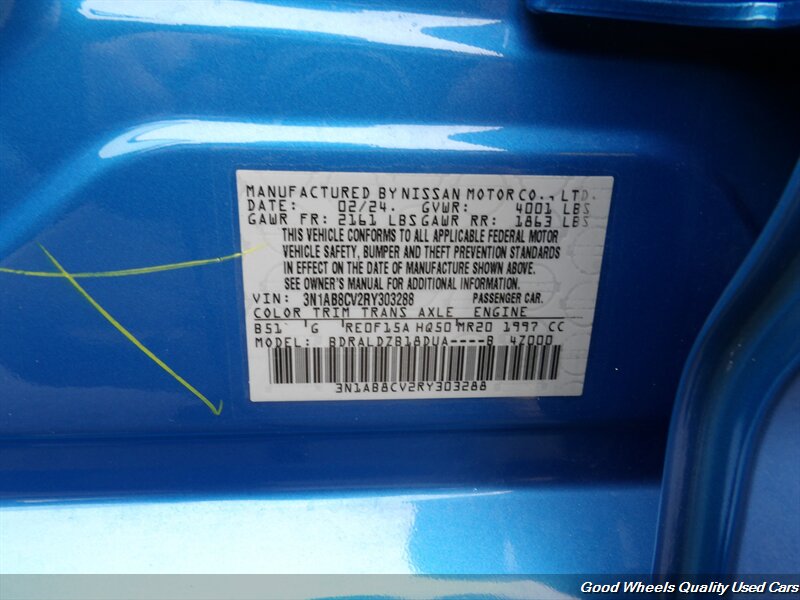 MANUFACTURED BY NISSAN MOTOR CO., LTD.
DATE: 02/24. GVWR: 4001 LBS
GAWR FR: 2161 LBS GAWR RR: 1863 LBS
THIS VEHICLE CONFORMS TO ALL APPLICABLE FEDERAL MOTOR
VEHICLE SAFETY, BUMPER AND THEFT PREVENTION STANDARDS
IN EFFECT ON THE DATE OF MANUFACTURE SHOWN ABOVE.
SEE OWNER'S MANUAL FOR ADDITIONAL INFORMATION.
VIN: 3N1AB8CV2RY303288 PASSENGER CAR.
COLOR TRIM TRANS AXLE ENGINE
B51 G RE0F15A HQ50 MR20 1997 CC
MODEL: BDRALDZB18DUA----B 4Z000
3N1AB8CV2RY303288
Good Wheels Quality Used Cars